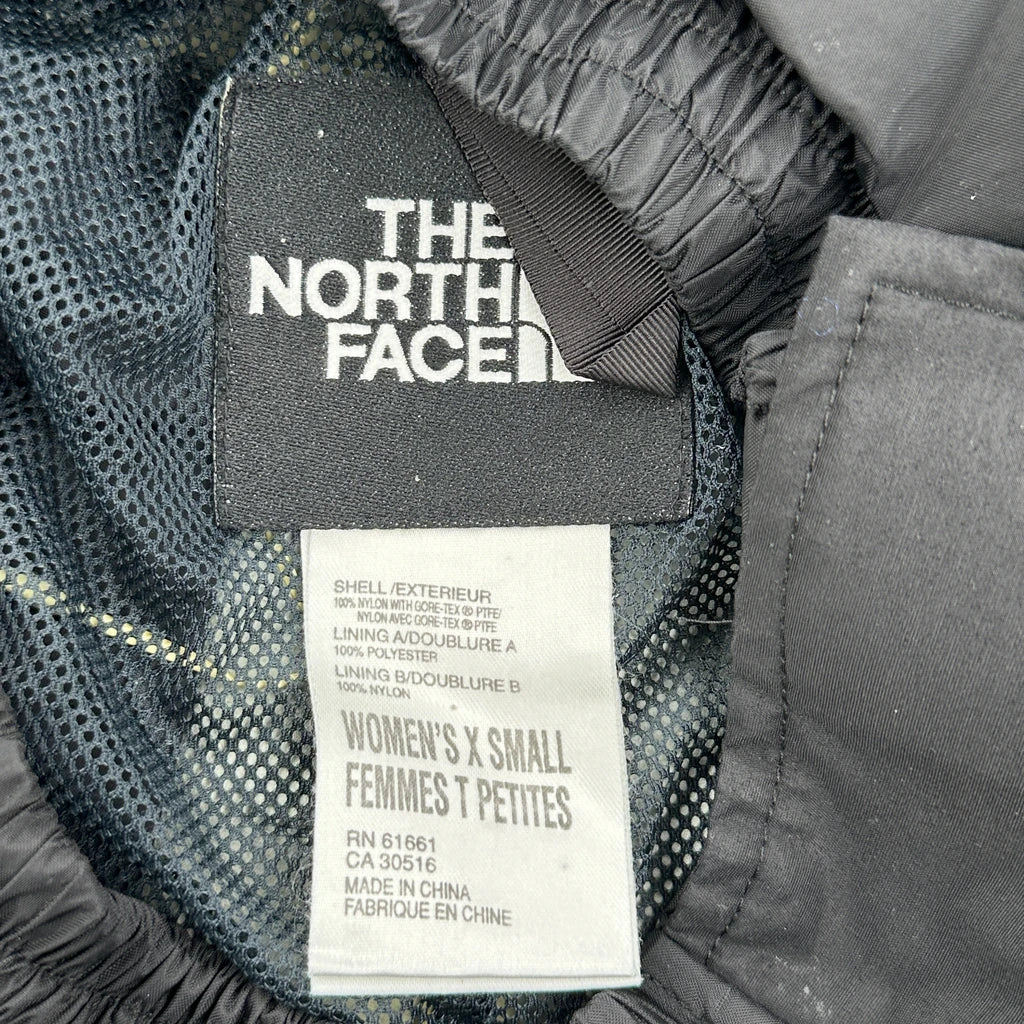 THE
NORTH
FACE
SHELL /EXTERIEUR
100% NYLON WITH GORE-TEX ® PTFE/
NYLON AVEC GORE-TEX ® PTFE
LINING A/DOUBLURE A
100% POLYESTER
LINING B/DOUBLURE B
100% NYLON
WOMEN'S X SMALL
FEMMES T PETITES
RN 61661
CA 30516
MADE IN CHINA
FABRIQUE EN CHINE